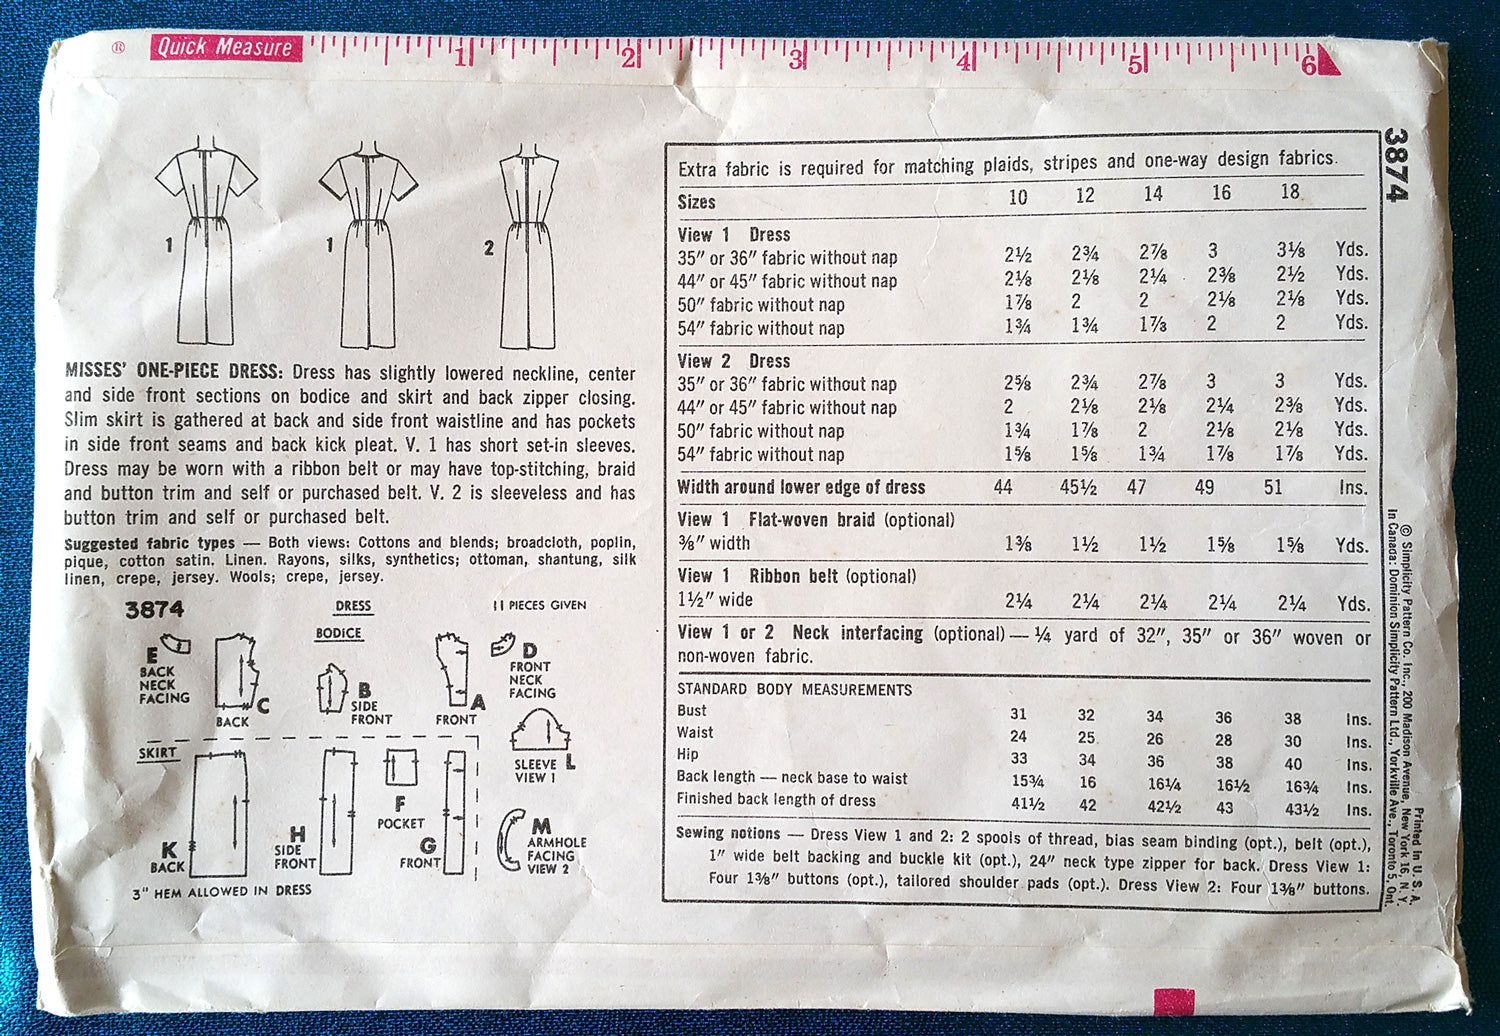 ® Quick Measure 1 2 3 4 5 6
1
1
2
MISSES' ONE-PIECE DRESS: Dress has slightly lowered neckline, center
and side front sections on bodice and skirt and back zipper closing.
Slim skirt is gathered at back and side front waistline and has pockets
in side front seams and back kick pleat. V. 1 has short set-in sleeves.
Dress may be worn with a ribbon belt or may have top-stitching, braid
and button trim and self or purchased belt. V. 2 is sleeveless and has
button trim and self or purchased belt.
Suggested fabric types — Both views: Cottons and blends; broadcloth, poplin,
pique, cotton satin. Linen. Rayons, silks, synthetics; ottoman, shantung, silk
linen, crepe, jersey. Wools; crepe, jersey.
3874 DRESS 11 PIECES GIVEN
BODICE
E
BACK
NECK
FACING
C
BACK
B
SIDE
FRONT
A
FRONT
D
FRONT
NECK
FACING
SLEEVE L
VIEW 1
SKIRT
K
BACK
H
SIDE
FRONT
F
POCKET
G
FRONT
M
ARMHOLE
FACING
VIEW 2
3" HEM ALLOWED IN DRESS
Extra fabric is required for matching plaids, stripes and one-way design fabrics.
Sizes 10 12 14 16 18
View 1 Dress
35" or 36" fabric without nap 2½ 2¾ 2⅞ 3 3⅛ Yds.
44" or 45" fabric without nap 2⅛ 2⅛ 2¼ 2⅜ 2½ Yds.
50" fabric without nap 1⅞ 2 2 2⅛ 2⅛ Yds.
54" fabric without nap 1¾ 1¾ 1⅞ 2 2 Yds.
View 2 Dress
35" or 36" fabric without nap 2⅝ 2¾ 2⅞ 3 3 Yds.
44" or 45" fabric without nap 2 2⅛ 2⅛ 2¼ 2⅜ Yds.
50" fabric without nap 1¾ 1⅞ 2 2⅛ 2⅛ Yds.
54" fabric without nap 1⅝ 1⅝ 1¾ 1⅞ 1⅞ Yds.
Width around lower edge of dress 44 45½ 47 49 51 Ins.
View 1 Flat-woven braid (optional)
⅜" width 1⅜ 1½ 1½ 1⅝ 1⅝ Yds.
View 1 Ribbon belt (optional)
1½" wide 2¼ 2¼ 2¼ 2¼ 2¼ Yds.
View 1 or 2 Neck interfacing (optional) — ¼ yard of 32", 35" or 36" woven or
non-woven fabric.
STANDARD BODY MEASUREMENTS
Bust 31 32 34 36 38 Ins.
Waist 24 25 26 28 30 Ins.
Hip 33 34 36 38 40 Ins.
Back length — neck base to waist 15¾ 16 16¼ 16½ 16¾ Ins.
Finished back length of dress 41½ 42 42½ 43 43½ Ins.
Sewing notions — Dress View 1 and 2: 2 spools of thread, bias seam binding (opt.), belt (opt.),
1" wide belt backing and buckle kit (opt.), 24" neck type zipper for back. Dress View 1:
Four 1⅜" buttons (opt.), tailored shoulder pads (opt.). Dress View 2: Four 1⅜" buttons.
3874
Printed in U. S. A.
© Simplicity Pattern Co. Inc., 200 Madison Avenue, New York 16, N. Y.
In Canada: Dominion Simplicity Pattern Ltd., Yorkville Ave., Toronto 5, Ont.